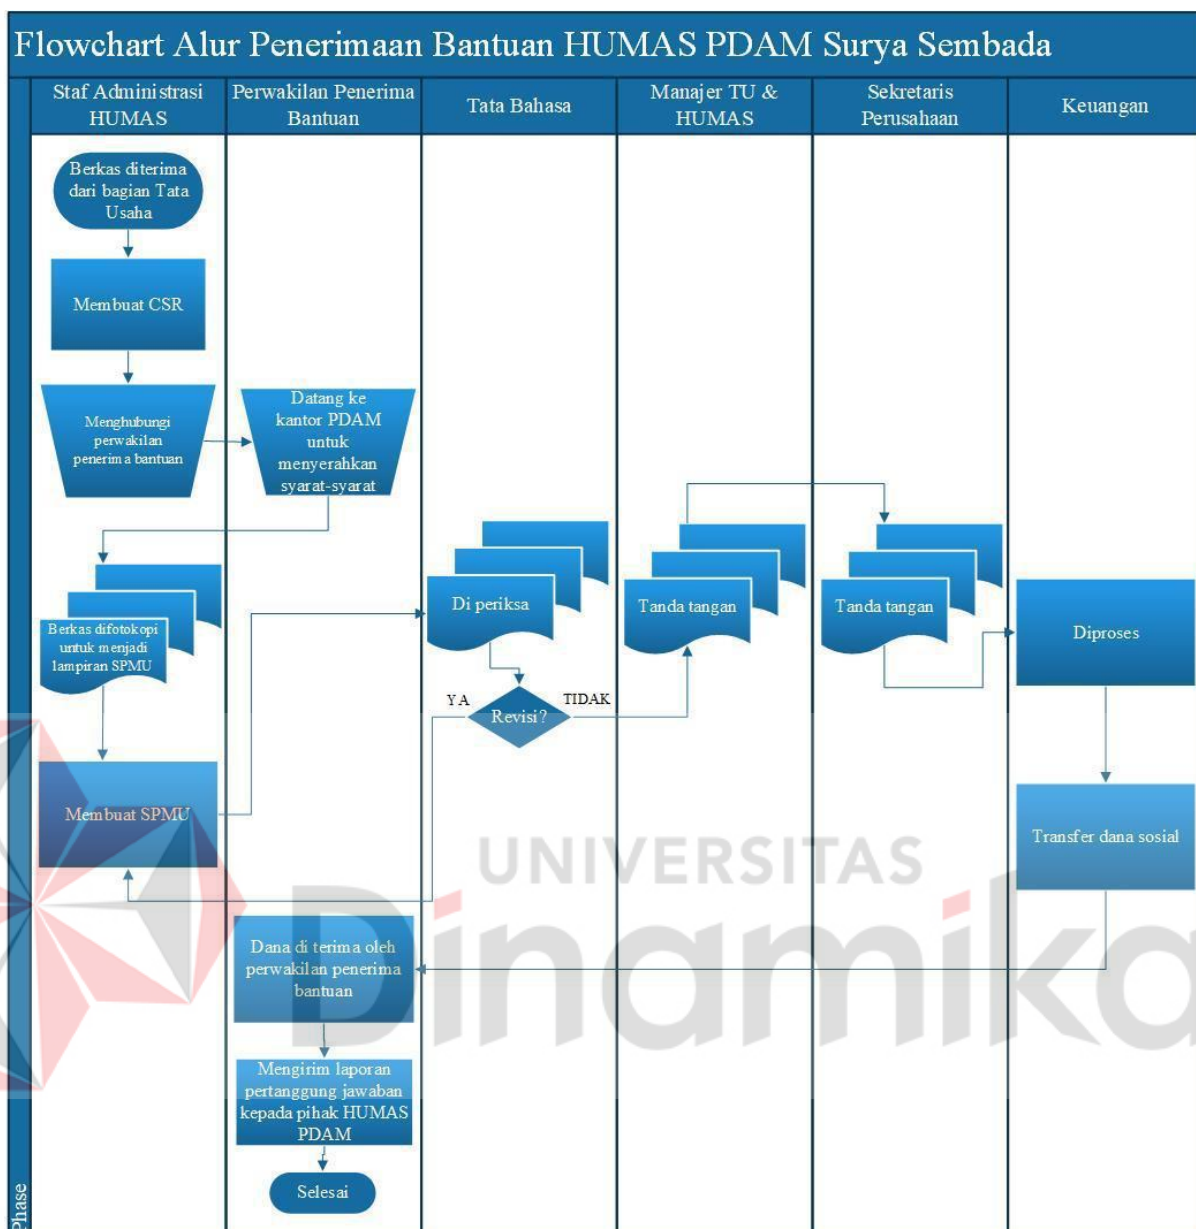 Flowchart Alur Penerimaan Bantuan HUMAS PDAM Surya Sembada
Staf Administrasi
HUMAS
Perwakilan Penerima
Bantuan
Tata Bahasa
Manajer TU &
HUMAS
Sekretaris
Perusahaan
Keuangan
Berkas diterima
dari bagian Tata
Usaha
Membuat CSR
Menghubungi
perwakilan
penerima bantuan
Datang ke
kantor PDAM
untuk
menyerahkan
syarat-syarat
Berkas difotokopi
untuk menjadi
lampiran SPMU
Di periksa
Tanda tangan
Tanda tangan
Diproses
YA
Revisi?
TIDAK
Membuat SPMU
Transfer dana sosial
UNIVERSITAS
Dinamika
Dana di terima oleh
perwakilan penerima
bantuan
Mengirim laporan
pertanggung jawaban
kepada pihak HUMAS
PDAM
Selesai
Phase